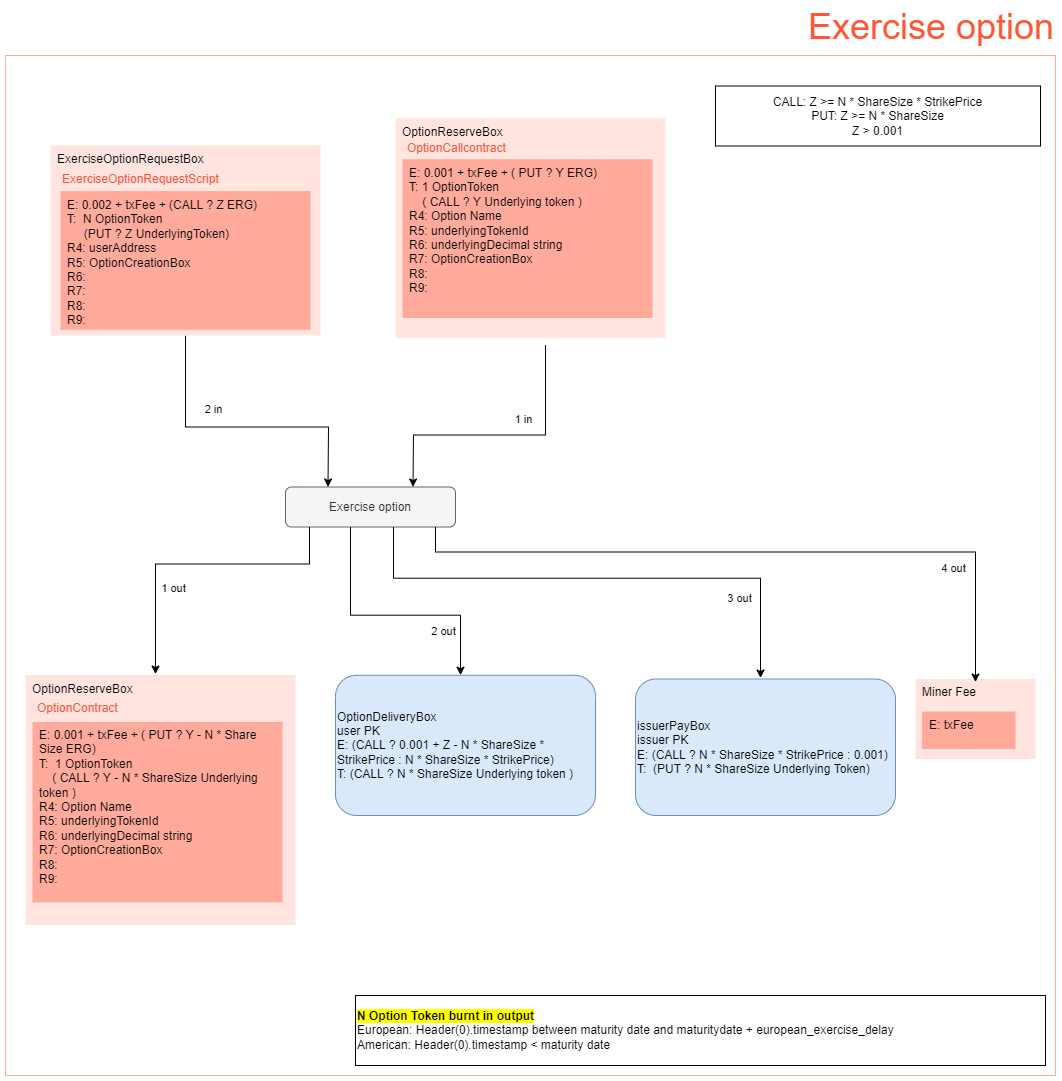 Exercise option
CALL: Z >= N * ShareSize * StrikePrice
PUT: Z >= N * ShareSize
Z > 0.001
ExerciseOptionRequestBox
ExerciseOptionRequestScript
E: 0.002 + txFee + (CALL ? Z ERG)
T:  N OptionToken
(PUT ? Z UnderlyingToken)
R4: userAddress
R5: OptionCreationBox
R6:
R7:
R8:
R9:
OptionReserveBox
OptionCallcontract
E: 0.001 + txFee + ( PUT ? Y ERG)
T: 1 OptionToken
( CALL ? Y Underlying token )
R4: Option Name
R5: underlyingTokenId
R6: underlyingDecimal string
R7: OptionCreationBox
R8:
R9:
2 in
1 in
Exercise option
1 out
2 out
3 out
4 out
OptionReserveBox
OptionContract
E: 0.001 + txFee + ( PUT ? Y - N * Share
Size ERG)
T:  1 OptionToken
( CALL ? Y - N * ShareSize Underlying
token )
R4: Option Name
R5: underlyingTokenId
R6: underlyingDecimal string
R7: OptionCreationBox
R8:
R9:
OptionDeliveryBox
user PK
E: (CALL ? 0.001 + Z - N * ShareSize *
StrikePrice : N * ShareSize * StrikePrice)
T: (CALL ? N * ShareSize Underlying token )
issuerPayBox
issuer PK
E: (CALL ? N * ShareSize * StrikePrice : 0.001)
T:  (PUT ? N * ShareSize Underlying Token)
Miner Fee
E: txFee
N Option Token burnt in output
European: Header(0).timestamp between maturity date and maturitydate + european_exercise_delay
American: Header(0).timestamp < maturity date